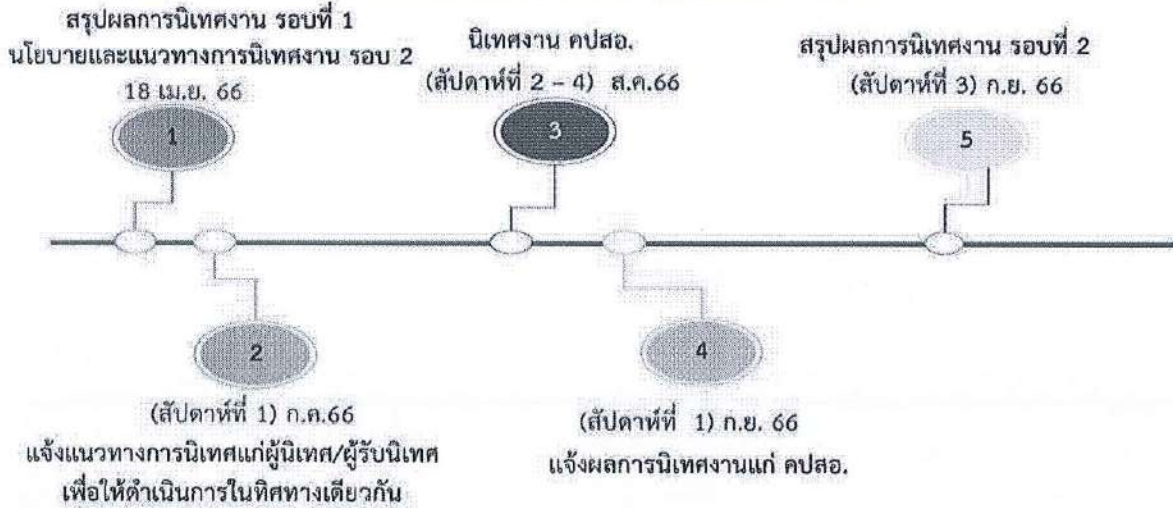 สรุปผลการนิเทศงาน รอบที่ 1
นโยบายและแนวทางการนิเทศงาน รอบ 2
18 เม.ย. 66
1
นิเทศงาน คปสอ.
(สัปดาห์ที่ 2 – 4) ส.ค.66
3
สรุปผลการนิเทศงาน รอบที่ 2
(สัปดาห์ที่ 3) ก.ย. 66
5
2
(สัปดาห์ที่ 1) ก.ค.66
แจ้งแนวทางการนิเทศแก่ผู้นิเทศ/ผู้รับนิเทศ
เพื่อให้ดำเนินการในทิศทางเดียวกัน
4
(สัปดาห์ที่ 1) ก.ย. 66
แจ้งผลการนิเทศงานแก่ คปสอ.